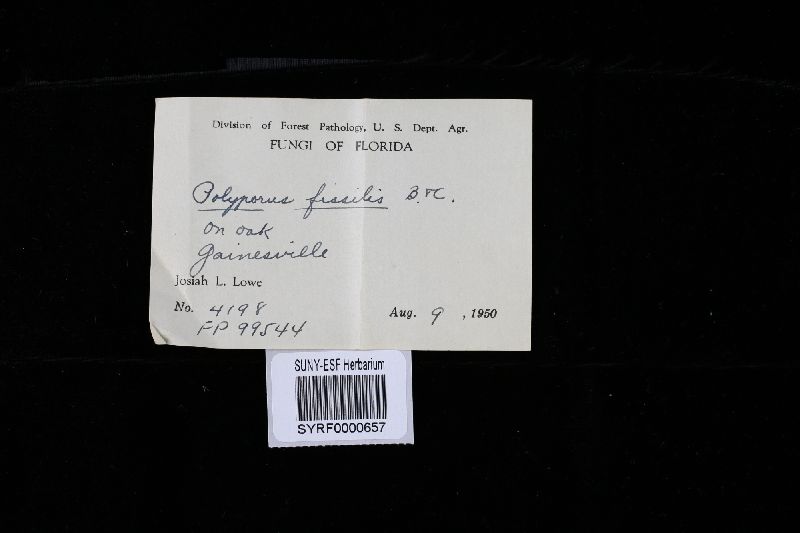 Division of Forest Pathology, U. S. Dept. Agr.
FUNGI OF FLORIDA
Polyporus fissilis B.&C.
on oak
Gainesville
Josiah L. Lowe
No. 4198 Aug. 9, 1950
FP 99544
SUNY-ESF Herbarium
SYRF0000657